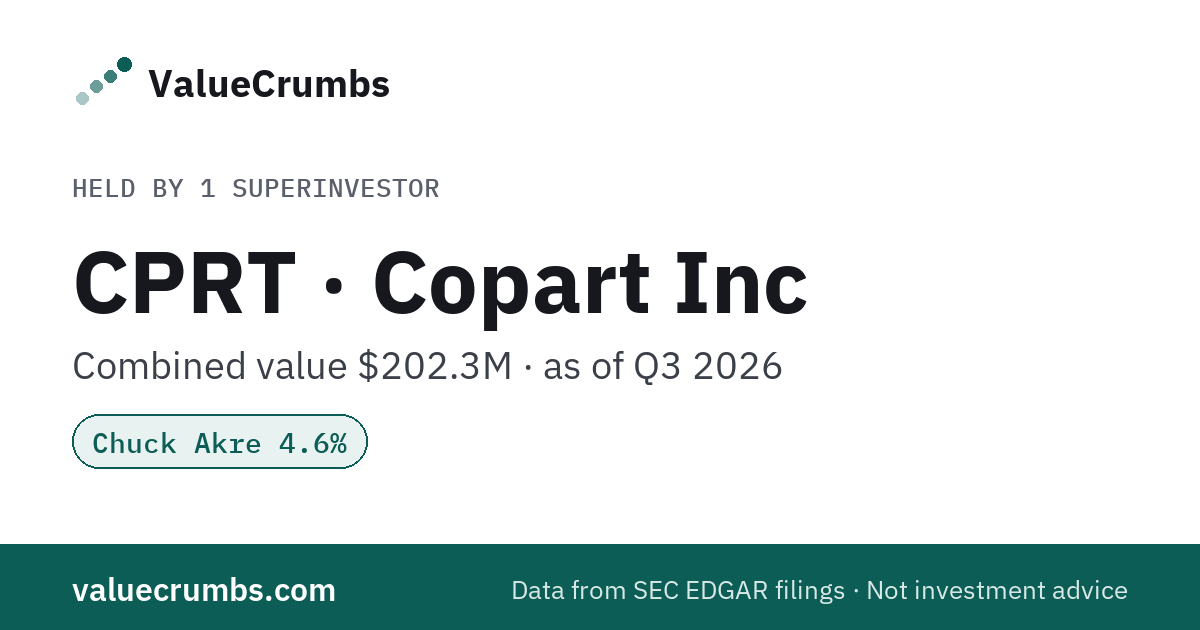 ValueCrumbs
HELD BY 1 SUPERINVESTOR
CPRT · Copart Inc
Combined value $202.3M · as of Q3 2026
Chuck Akre 4.6%
valuecrumbs.com
Data from SEC EDGAR filings · Not investment advice